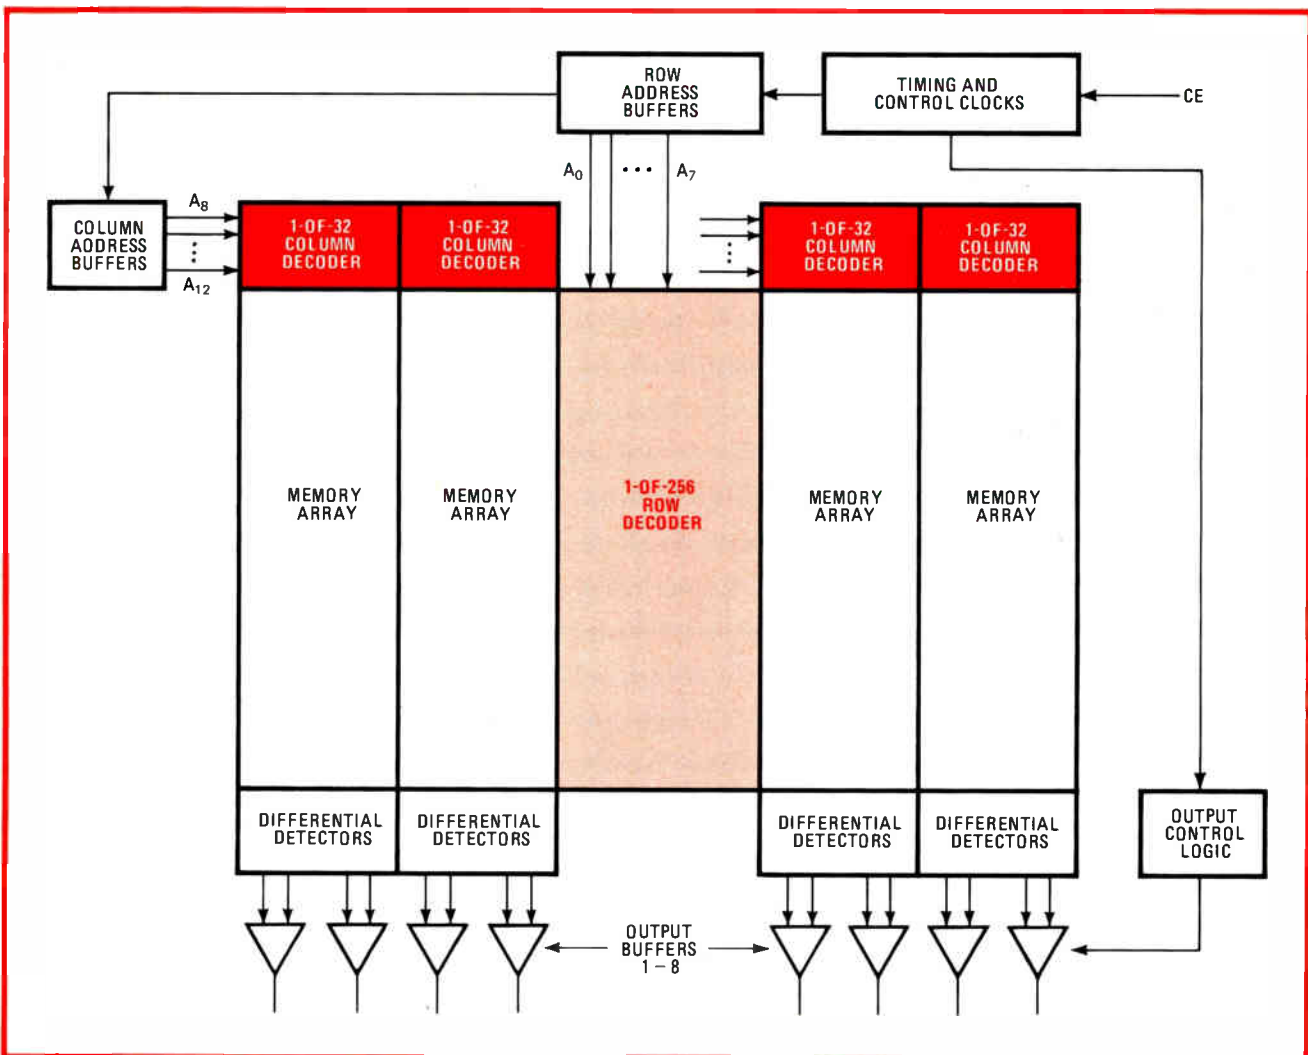 ROW
ADDRESS
BUFFERS
TIMING AND
CONTROL CLOCKS
CE
A0
• • •
A7
COLUMN
ADDRESS
BUFFERS
A8
A12
1-OF-32
COLUMN
DECODER
1-OF-32
COLUMN
DECODER
1-OF-32
COLUMN
DECODER
1-OF-32
COLUMN
DECODER
MEMORY
ARRAY
MEMORY
ARRAY
1-OF-256
ROW
DECODER
MEMORY
ARRAY
MEMORY
ARRAY
DIFFERENTIAL
DETECTORS
DIFFERENTIAL
DETECTORS
DIFFERENTIAL
DETECTORS
DIFFERENTIAL
DETECTORS
OUTPUT
CONTROL
LOGIC
OUTPUT
BUFFERS
1 – 8